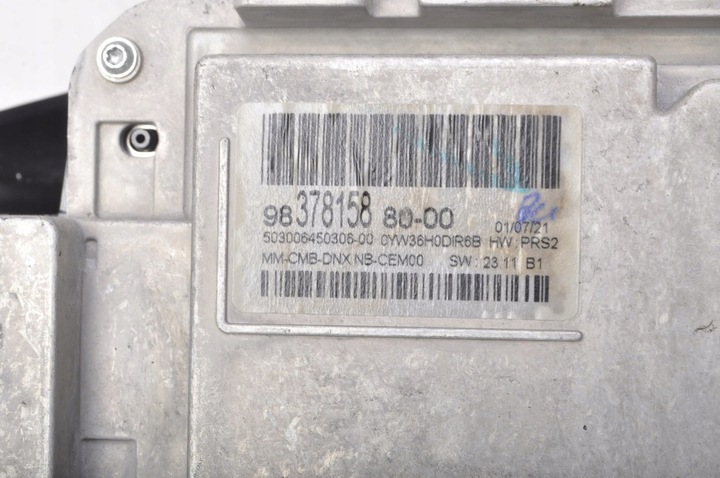 98 378158 80-00
01/07/21
503006450306-00 0YW36H0DIR6B HW: PRS2
MM-CMB-DNX NB-CEM00 SW: 23.11 B1